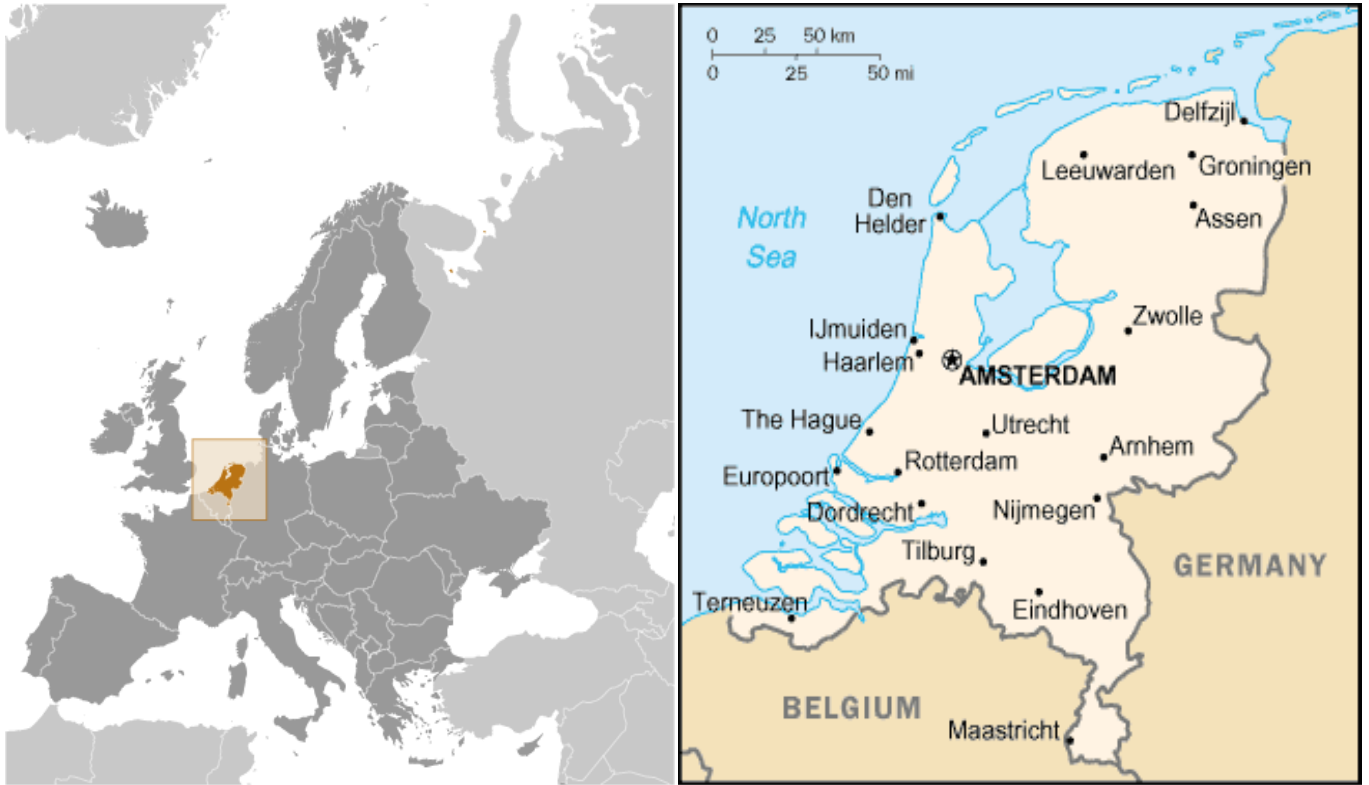 0 25 50 km
0 25 50 mi
Delfzijl
Leeuwarden
Groningen
Den
Helder
Assen
North
Sea
IJmuiden
Zwolle
Haarlem
AMSTERDAM
The Hague
Utrecht
Arnhem
Europoort
Rotterdam
Dordrecht
Nijmegen
Tilburg
GERMANY
Terneuzen
Eindhoven
BELGIUM
Maastricht